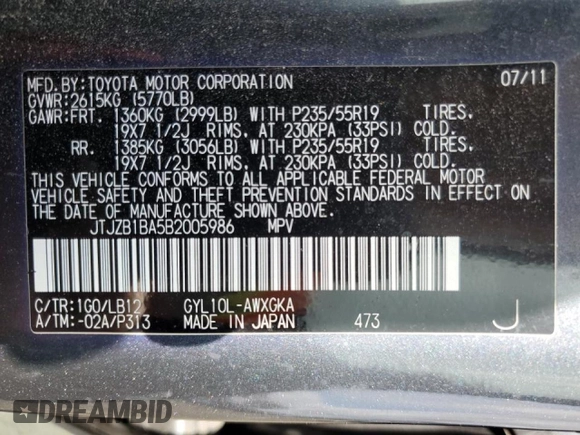 MFD.BY:TOYOTA MOTOR CORPORATION 07/11
GVWR:2615KG (5770LB)
GAWR:FRT. 1360KG (2999LB) WITH P235/55R19 TIRES.
19X7 1/2J RIMS. AT 230KPA (33PSI) COLD.
RR. 1385KG (3056LB) WITH P235/55R19 TIRES.
19X7 1/2J RIMS. AT 230KPA (33PSI) COLD.
THIS VEHICLE CONFORMS TO ALL APPLICABLE FEDERAL MOTOR
VEHICLE SAFETY AND THEFT PREVENTION STANDARDS IN EFFECT ON
THE DATE OF MANUFACTURE SHOWN ABOVE.
JTJZB1BA5B2005986 MPV
C/TR:1G0/LB12 GYL10L-AWXGKA
A/TM:-02A/P313 MADE IN JAPAN 473 J
DREAMBID